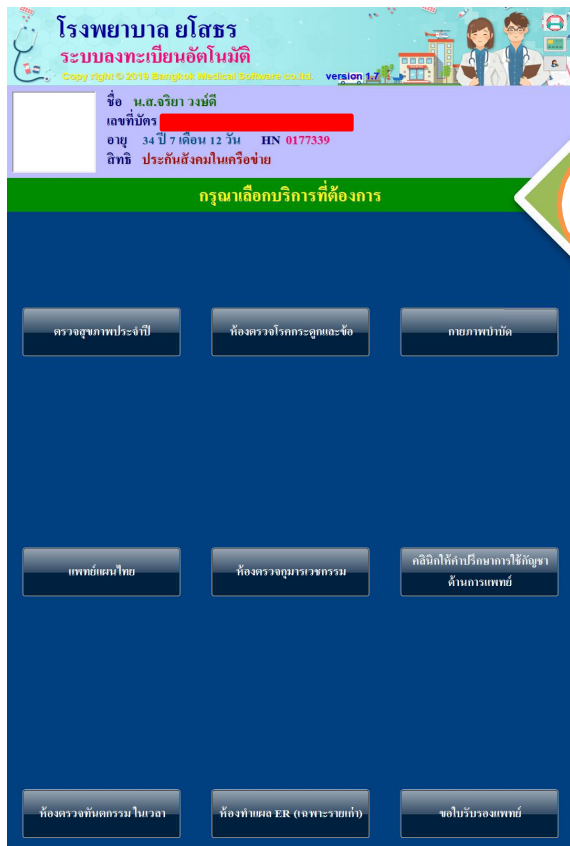 โรงพยาบาล ยโสธร
ระบบลงทะเบียนอัตโนมัติ
Copy right © 2019 Bangkok Medical Software co.ltd. version 1.7
ชื่อ น.ส.จริยา วงษ์ดี
เลขที่บัตร
อายุ 34 ปี 7 เดือน 12 วัน HN 0177339
สิทธิ ประกันสังคมในเครือข่าย
กรุณาเลือกบริการที่ต้องการ
ตรวจสุขภาพประจำปี ห้องตรวจโรคกระดูกและข้อ กายภาพบำบัด
แพทย์แผนไทย ห้องตรวจกุมารเวชกรรม คลินิกให้คำปรึกษาการใช้กัญชา
ด้านการแพทย์
ห้องตรวจทันตกรรม ในเวลา ห้องทำแผล ER (เฉพาะรายเก่า) ขอใบรับรองแพทย์